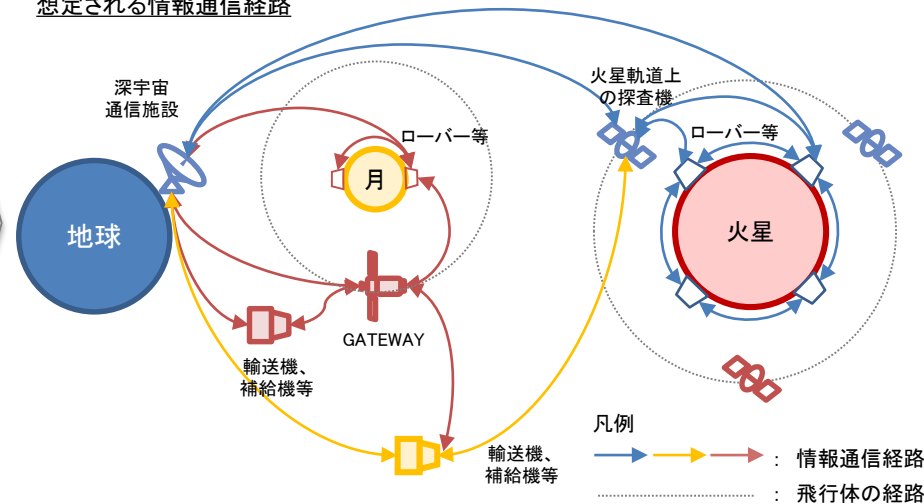 想定される情報通信経路
深宇宙
通信施設
地球
ローバー等
月
GATEWAY
輸送機、
補給機等
輸送機、
補給機等
火星軌道上
の探査機
ローバー等
火星
凡例
： 情報通信経路
： 飛行体の経路